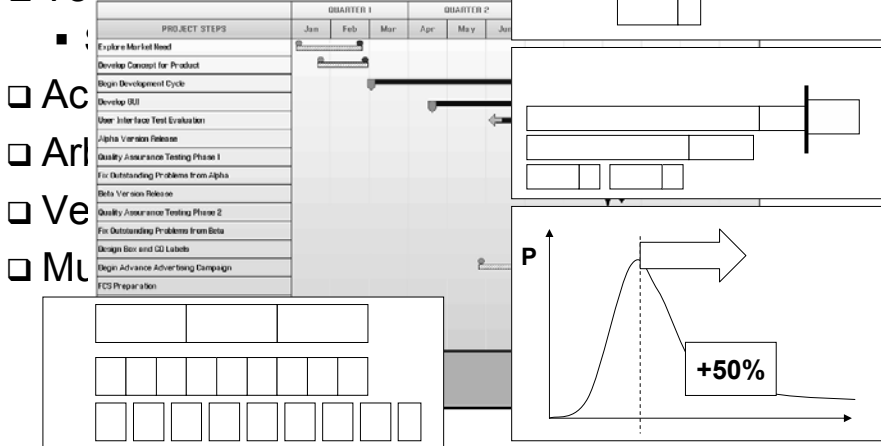 QUARTER 1 QUARTER 2
PROJECT STEPS Jan Feb Mar Apr May
Explore Market Need
Develop Concept for Product
Begin Development Cycle
Develop GUI
User Interface Test Evaluation
Alpha Version Release
Quality Assurance Testing Phase 1
Fix Outstanding Problems from Alpha
Beta Version Release
Quality Assurance Testing Phase 2
Fix Outstanding Problems from Beta
Design Box and CD Labels
Begin Advance Advertising Campaign
FCS Preparation
Ac
Ve
P
+50%